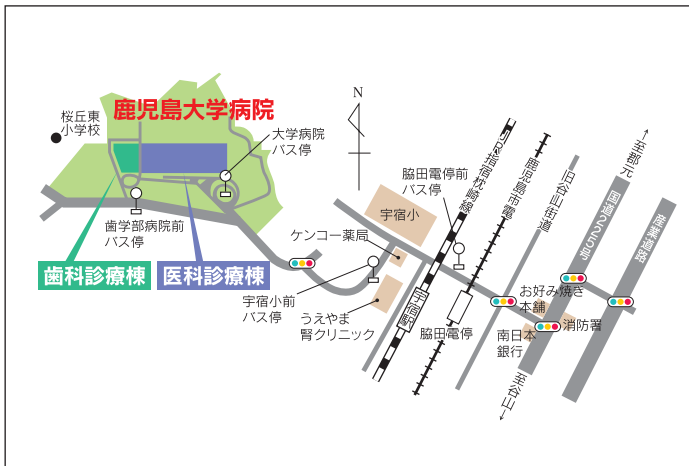 鹿児島大学病院
桜丘東
小学校
大学病院
バス停
歯学部病院前
バス停
歯科診療棟
医科診療棟
N
宇宿小
ケンコー薬局
宇宿小前
バス停
うえやま
腎クリニック
脇田電停前
バス停
JR指宿枕崎線
宇宿駅
鹿児島市電
脇田電停
旧谷山街道
←至郡元
国道225号
産業道路
お好み焼き
本舗
消防署
南日本
銀行
至谷山→